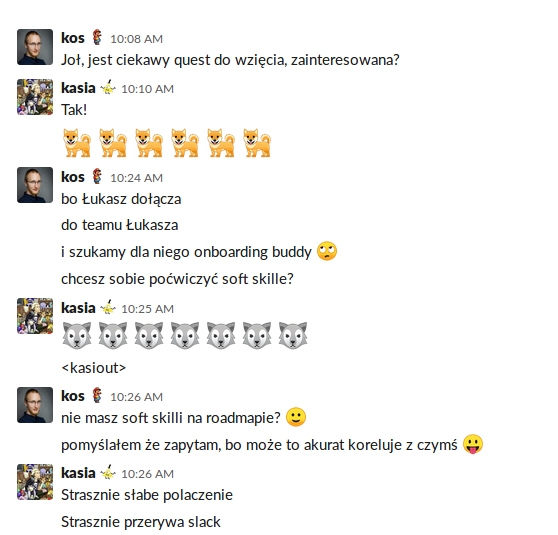 kos 10:08 AM
Joł, jest ciekawy quest do wzięcia, zainteresowana?
kasia 10:10 AM
Tak!
kos 10:24 AM
bo Łukasz dołącza
do teamu Łukasza
i szukamy dla niego onboarding buddy
chcesz sobie poćwiczyć soft skille?
kasia 10:25 AM
<kasiout>
kos 10:26 AM
nie masz soft skilli na roadmapie?
pomyślałem że zapytam, bo może to akurat koreluje z czymś
kasia 10:26 AM
Strasznie słabe polaczenie
Strasznie przerywa slack